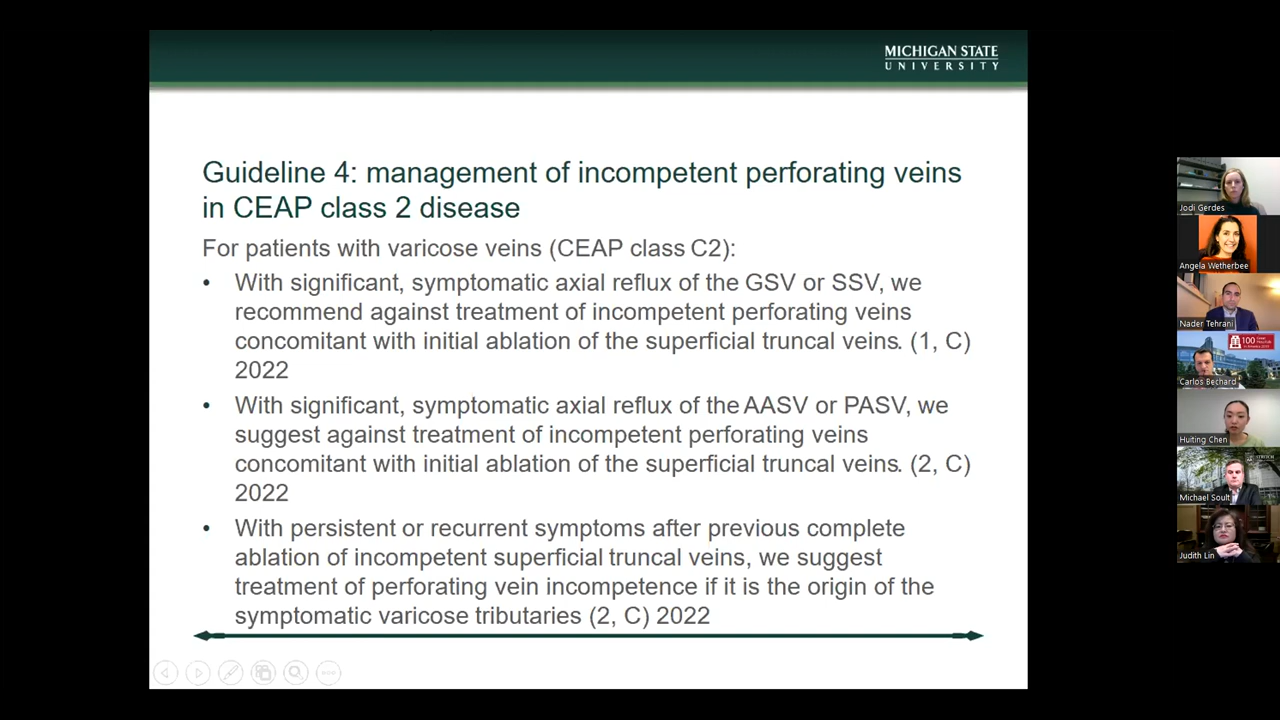 MICHIGAN STATE
UNIVERSITY
Guideline 4: management of incompetent perforating veins
in CEAP class 2 disease
For patients with varicose veins (CEAP class C2):
• With significant, symptomatic axial reflux of the GSV or SSV, we
recommend against treatment of incompetent perforating veins
concomitant with initial ablation of the superficial truncal veins. (1, C)
2022
• With significant, symptomatic axial reflux of the AASV or PASV, we
suggest against treatment of incompetent perforating veins
concomitant with initial ablation of the superficial truncal veins. (2, C)
2022
• With persistent or recurrent symptoms after previous complete
ablation of incompetent superficial truncal veins, we suggest
treatment of perforating vein incompetence if it is the origin of the
symptomatic varicose tributaries (2, C) 2022
Jodi Gerdes
Angela Wetherbee
Nader Tehrani
100
Carlos Bechard
Huiting Chen
Michael Soult
Judith Lin